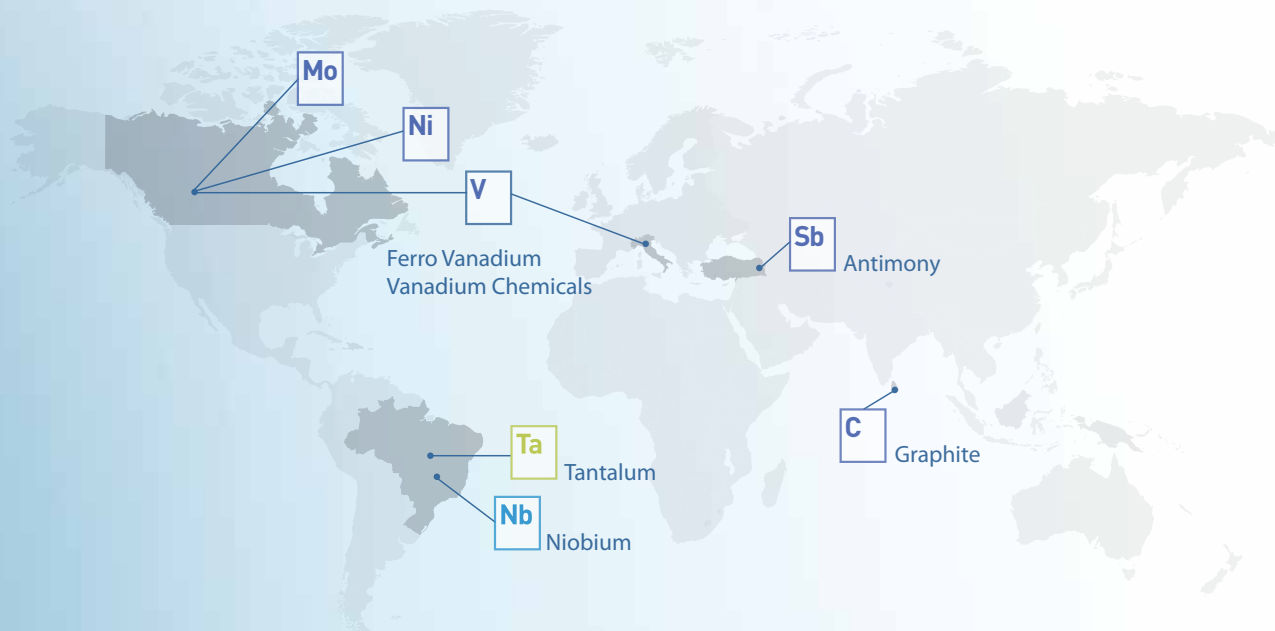 Mo
Ni
V
Ferro Vanadium
Vanadium Chemicals
Sb
Antimony
C
Graphite
Ta
Tantalum
Nb
Niobium